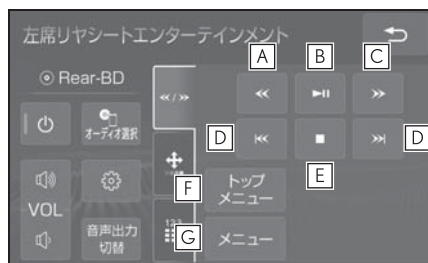 左席リヤシートエンターテインメント
A
B
C
Rear-BD
オーディオ選択
D
D
E
F
トップ
メニュー
VOL
G
123
音声出力
切替
メニュー